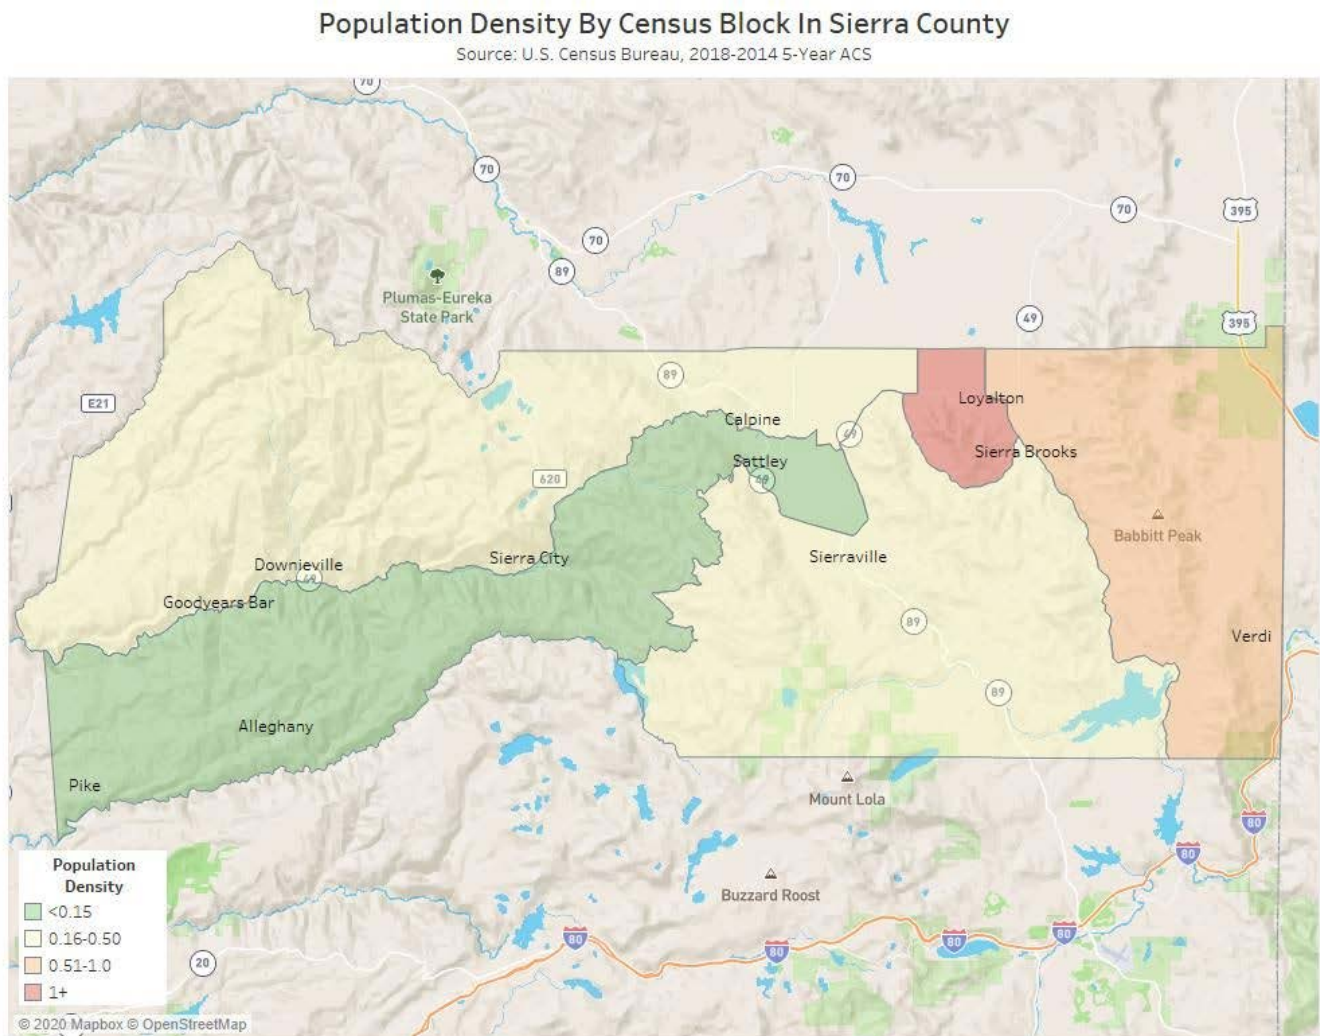 Population Density By Census Block In Sierra County
Source: U.S. Census Bureau, 2018-2014 5-Year ACS
70
70
70
70
395
70
89
Plumas-Eureka
State Park
49
395
89
E21
Loyalton
Calpine
49
Sierra Brooks
Sattley
49
620
Babbitt Peak
Sierra City
Sierraville
Downieville
49
Goodyears Bar
89
Verdi
89
Alleghany
Pike
Mount Lola
80
80
Population
Density
Buzzard Roost
<0.15
0.16-0.50
0.51-1.0
1+
80
80
80
80
20
© 2020 Mapbox © OpenStreetMap